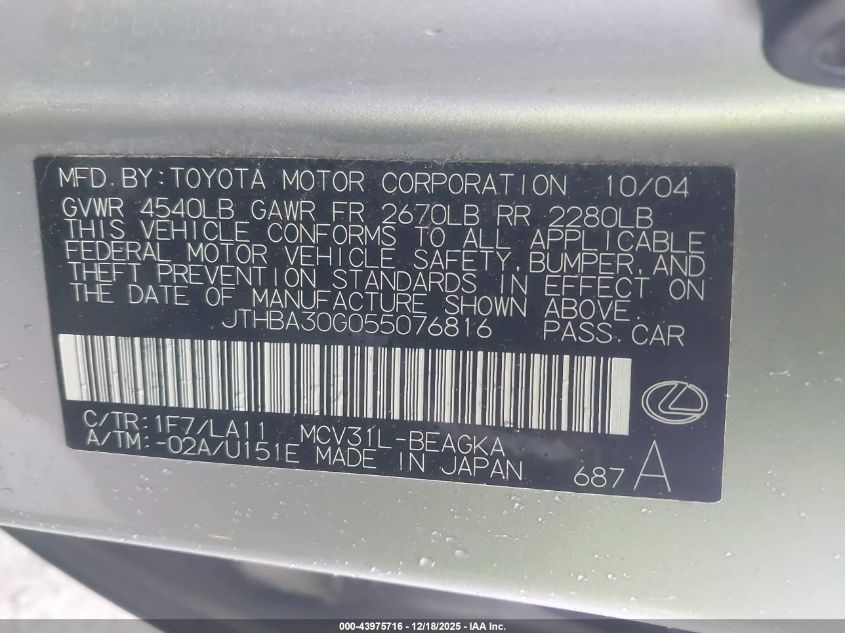 MFD. BY: TOYOTA MOTOR CORPORATION 10/04
GVWR 4540LB GAWR FR 2670LB RR 2280LB
THIS VEHICLE CONFORMS TO ALL APPLICABLE
FEDERAL MOTOR VEHICLE SAFETY, BUMPER, AND
THEFT PREVENTION STANDARDS IN EFFECT ON
THE DATE OF MANUFACTURE SHOWN ABOVE.
JTHBA30G055076816 PASS. CAR
C/TR: 1F7/LA11 MCV31L-BEAGKA
A/TM: -02A/U151E MADE IN JAPAN
687 A
000-43975716 - 12/18/2025 - IAA Inc.